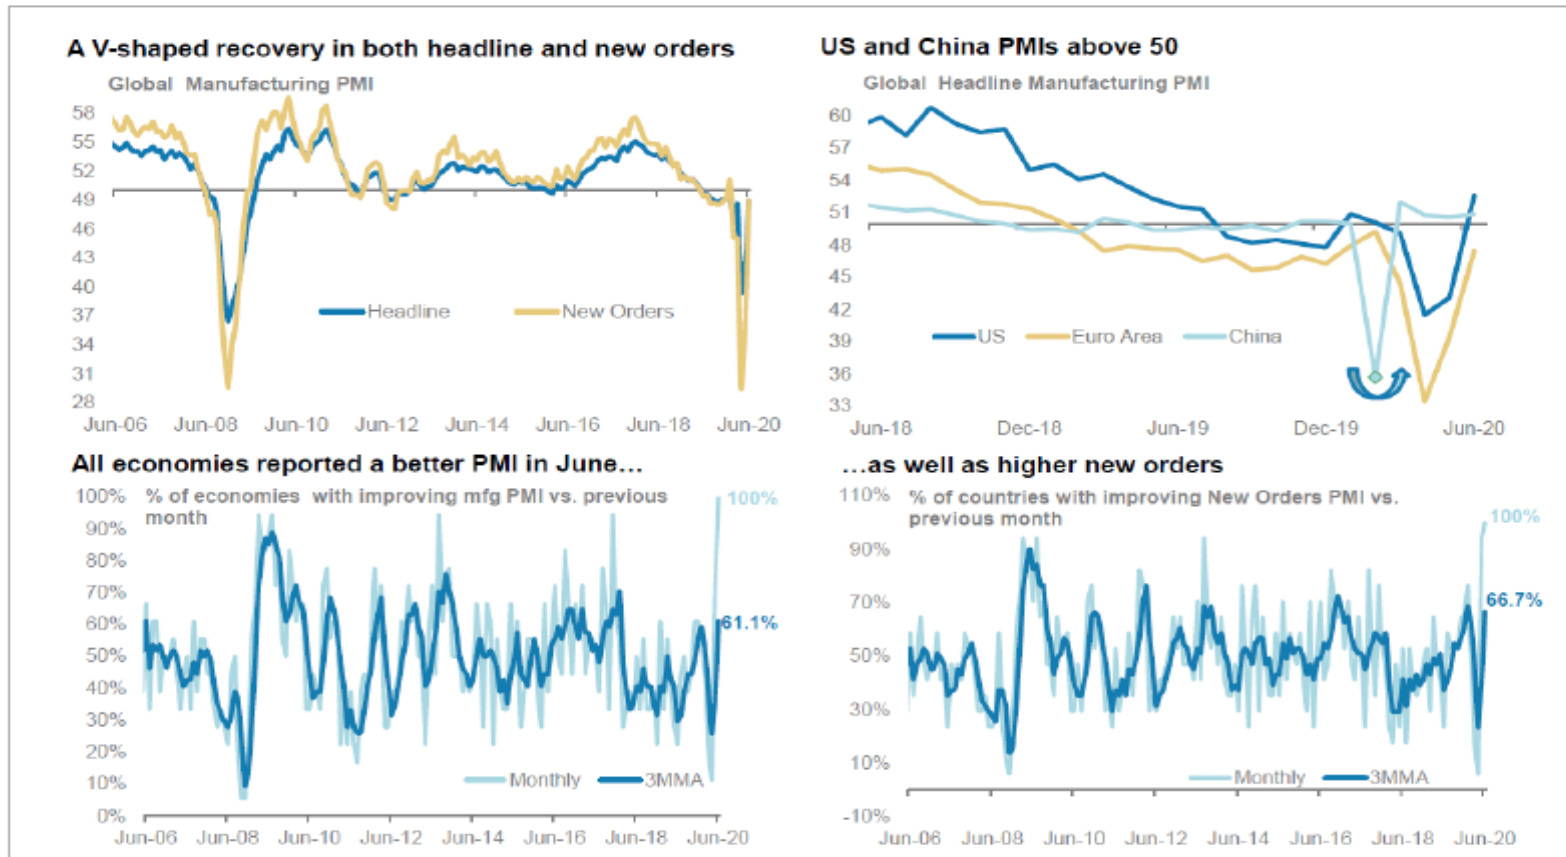 A V-shaped recovery in both headline and new orders
Global Manufacturing PMI
58
55
52
49
46
43
40
37
34
31
28
Headline
New Orders
Jun-06
Jun-08
Jun-10
Jun-12
Jun-14
Jun-16
Jun-18
Jun-20
US and China PMIs above 50
Global Headline Manufacturing PMI
60
57
54
51
48
45
42
39
36
33
US
Euro Area
China
Jun-18
Dec-18
Jun-19
Dec-19
Jun-20
All economies reported a better PMI in June...
% of economies with improving mfg PMI vs. previous
month
100%
90%
80%
70%
60%
50%
40%
30%
20%
10%
0%
100%
61.1%
Monthly
3MMA
Jun-06
Jun-08
Jun-10
Jun-12
Jun-14
Jun-16
Jun-18
Jun-20
...as well as higher new orders
% of countries with improving New Orders PMI vs.
previous month
110%
90%
70%
50%
30%
10%
-10%
100%
66.7%
Monthly
3MMA
Jun-06
Jun-08
Jun-10
Jun-12
Jun-14
Jun-16
Jun-18
Jun-20